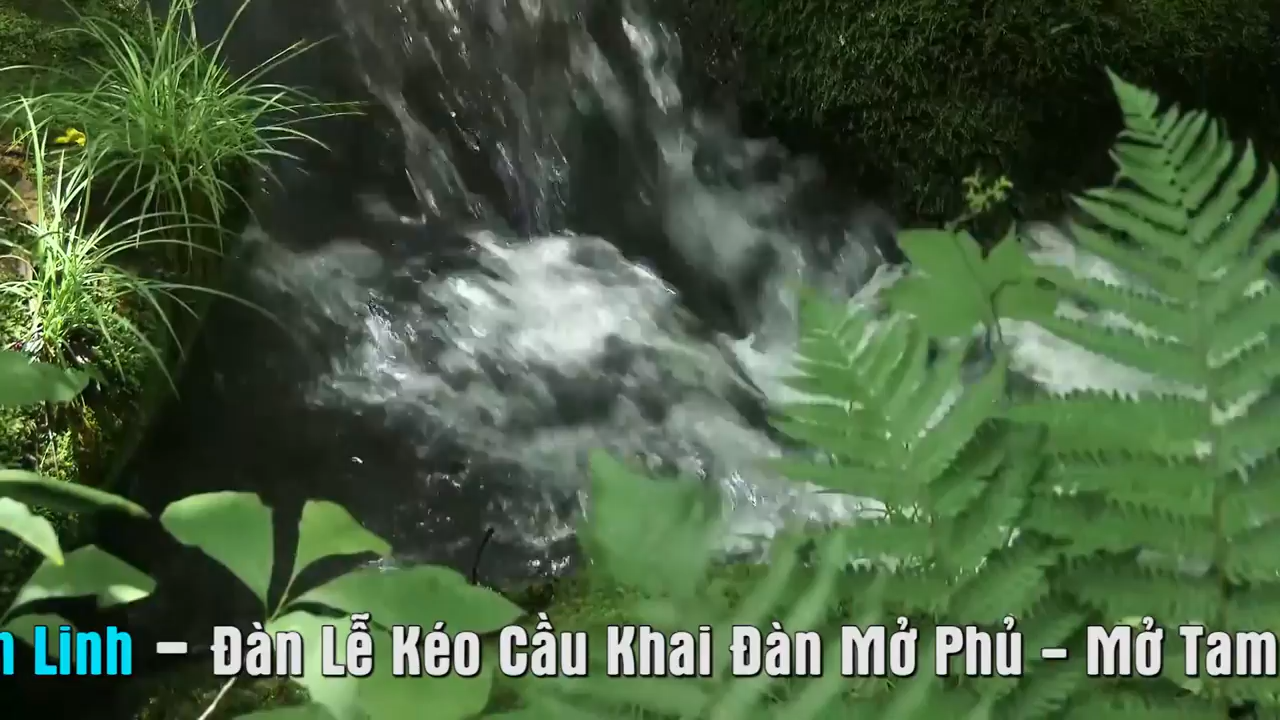 Linh – Đàn Lễ Kéo Cầu Khai Đàn Mở Phủ – Mở Tam